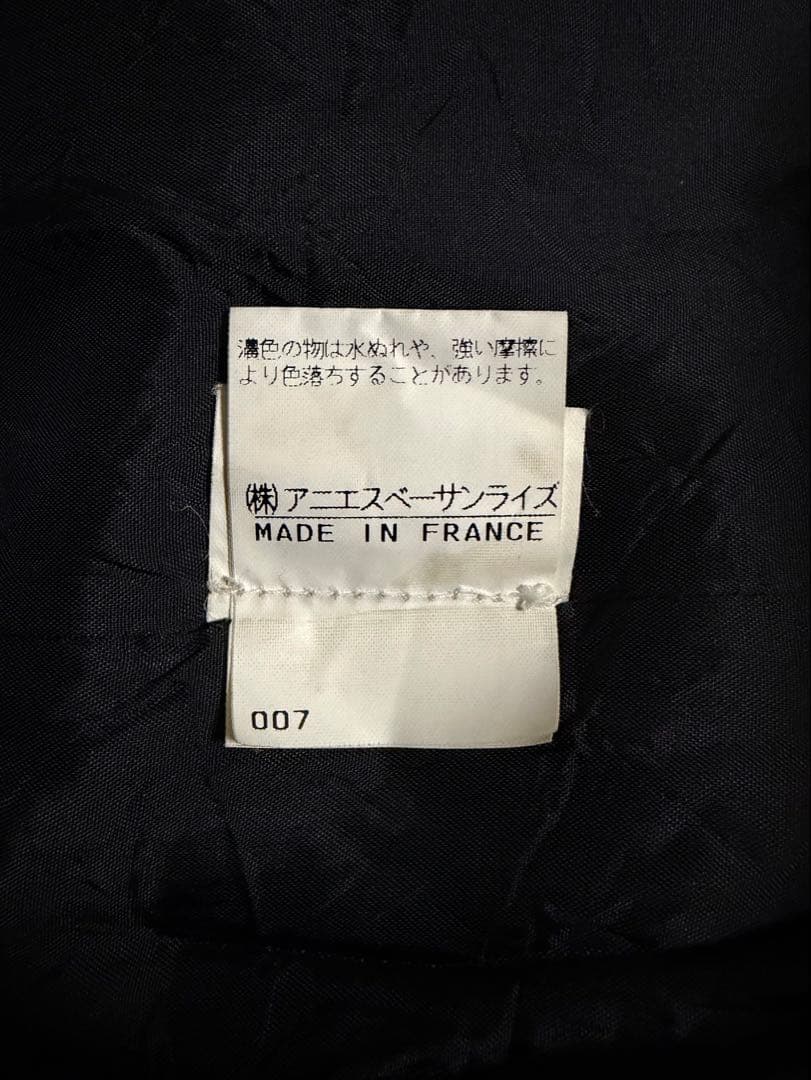 濃色の物は水ぬれや、強い摩擦に
より色落ちすることがあります。
㈱アニエスベーサンライズ
MADE IN FRANCE
007